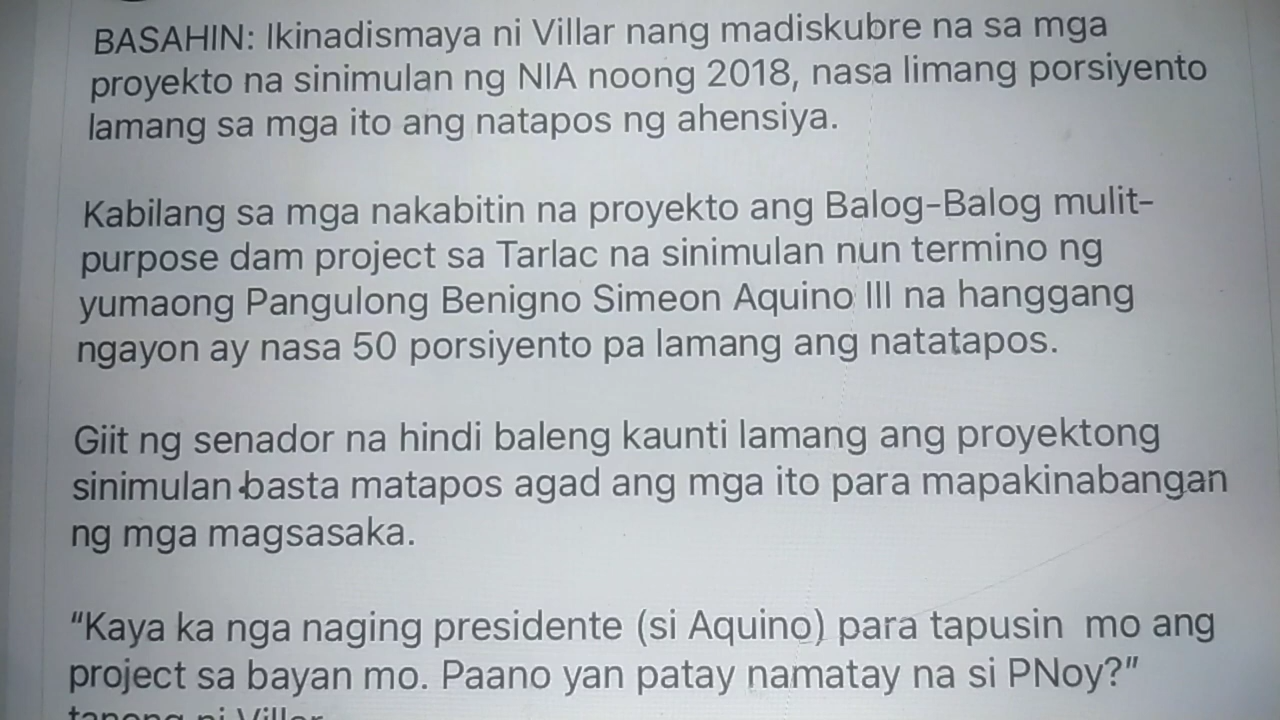 BASAHIN: Ikinadismaya ni Villar nang madiskubre na sa mga
proyekto na sinimulan ng NIA noong 2018, nasa limang porsiyento
lamang sa mga ito ang natapos ng ahensiya.
Kabilang sa mga nakabitin na proyekto ang Balog-Balog mulit-
purpose dam project sa Tarlac na sinimulan nun termino ng
yumaong Pangulong Benigno Simeon Aquino III na hanggang
ngayon ay nasa 50 porsiyento pa lamang ang natatapos.
Giit ng senador na hindi baleng kaunti lamang ang proyektong
sinimulan basta matapos agad ang mga ito para mapakinabangan
ng mga magsasaka.
“Kaya ka nga naging presidente (si Aquino) para tapusin mo ang
project sa bayan mo. Paano yan patay namatay na si PNoy?”
tanong ni Villar